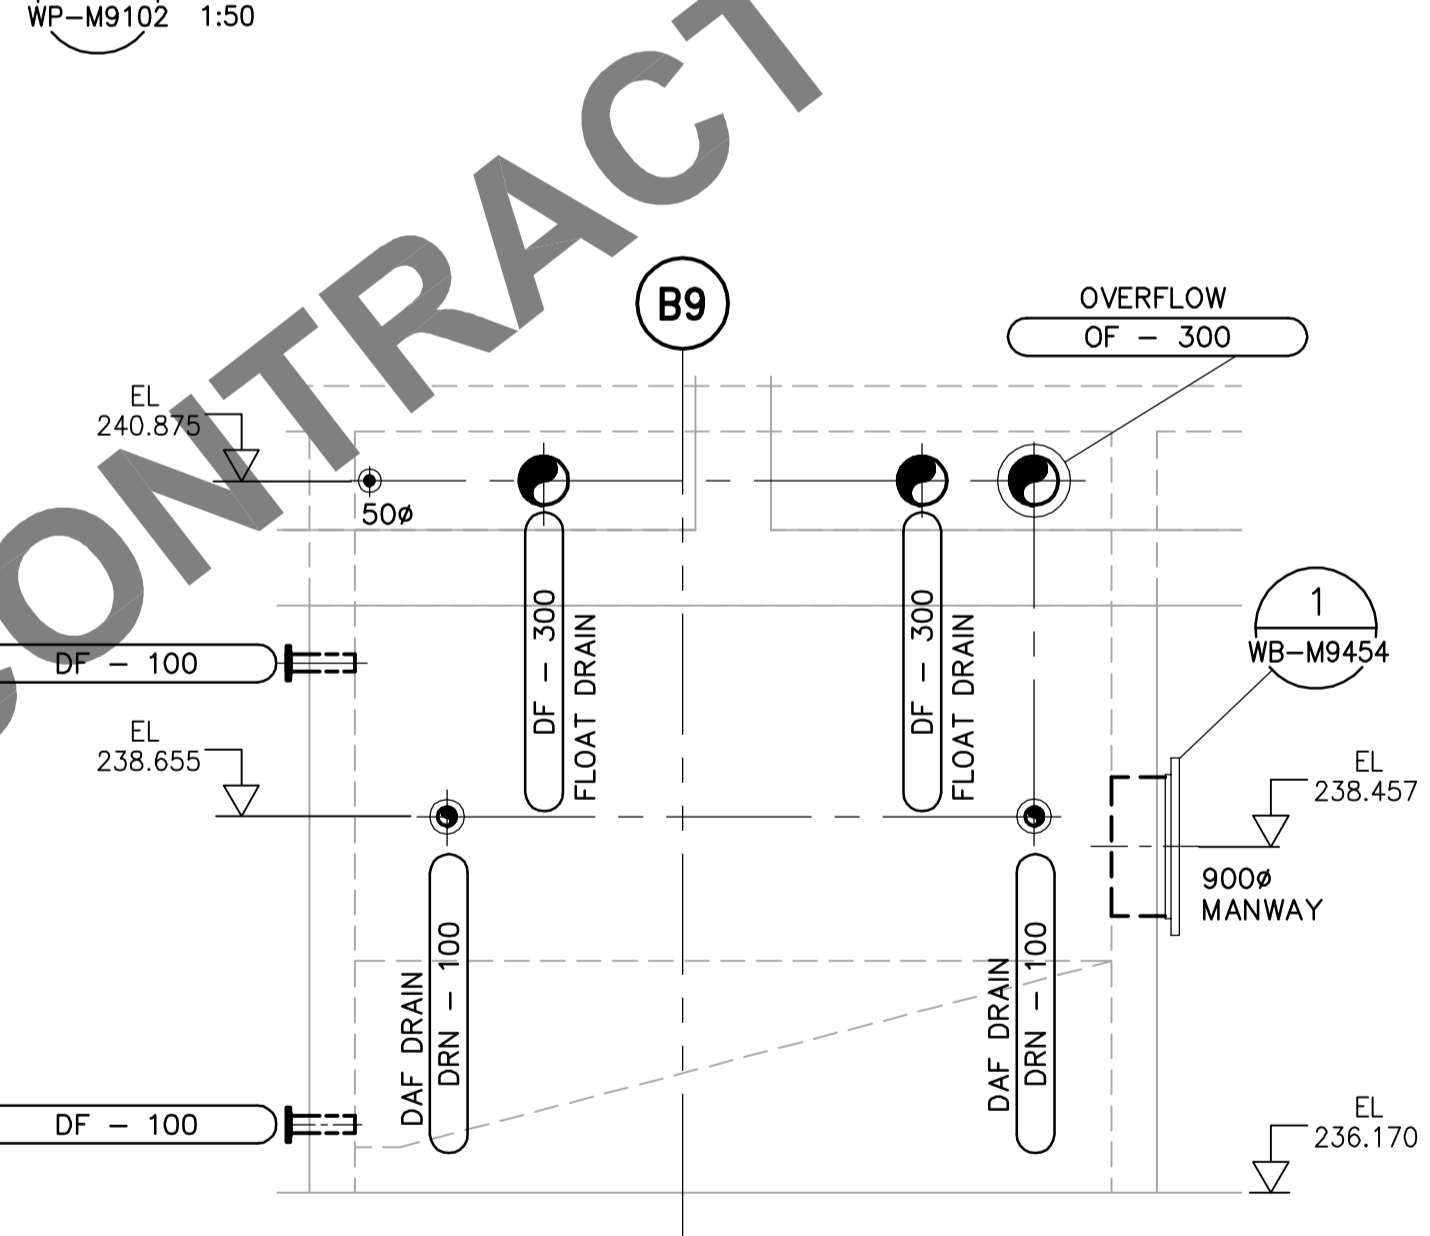 WP-M9102 1:50
CONTRACT
B9
OVERFLOW
OF - 300
EL
240.875
50ø
DF - 300
FLOAT DRAIN
DF - 300
FLOAT DRAIN
1
WB-M9454
DF - 100
EL
238.655
EL
238.457
900ø
MANWAY
DAF DRAIN
DRN - 100
DAF DRAIN
DRN - 100
DF - 100
EL
236.170